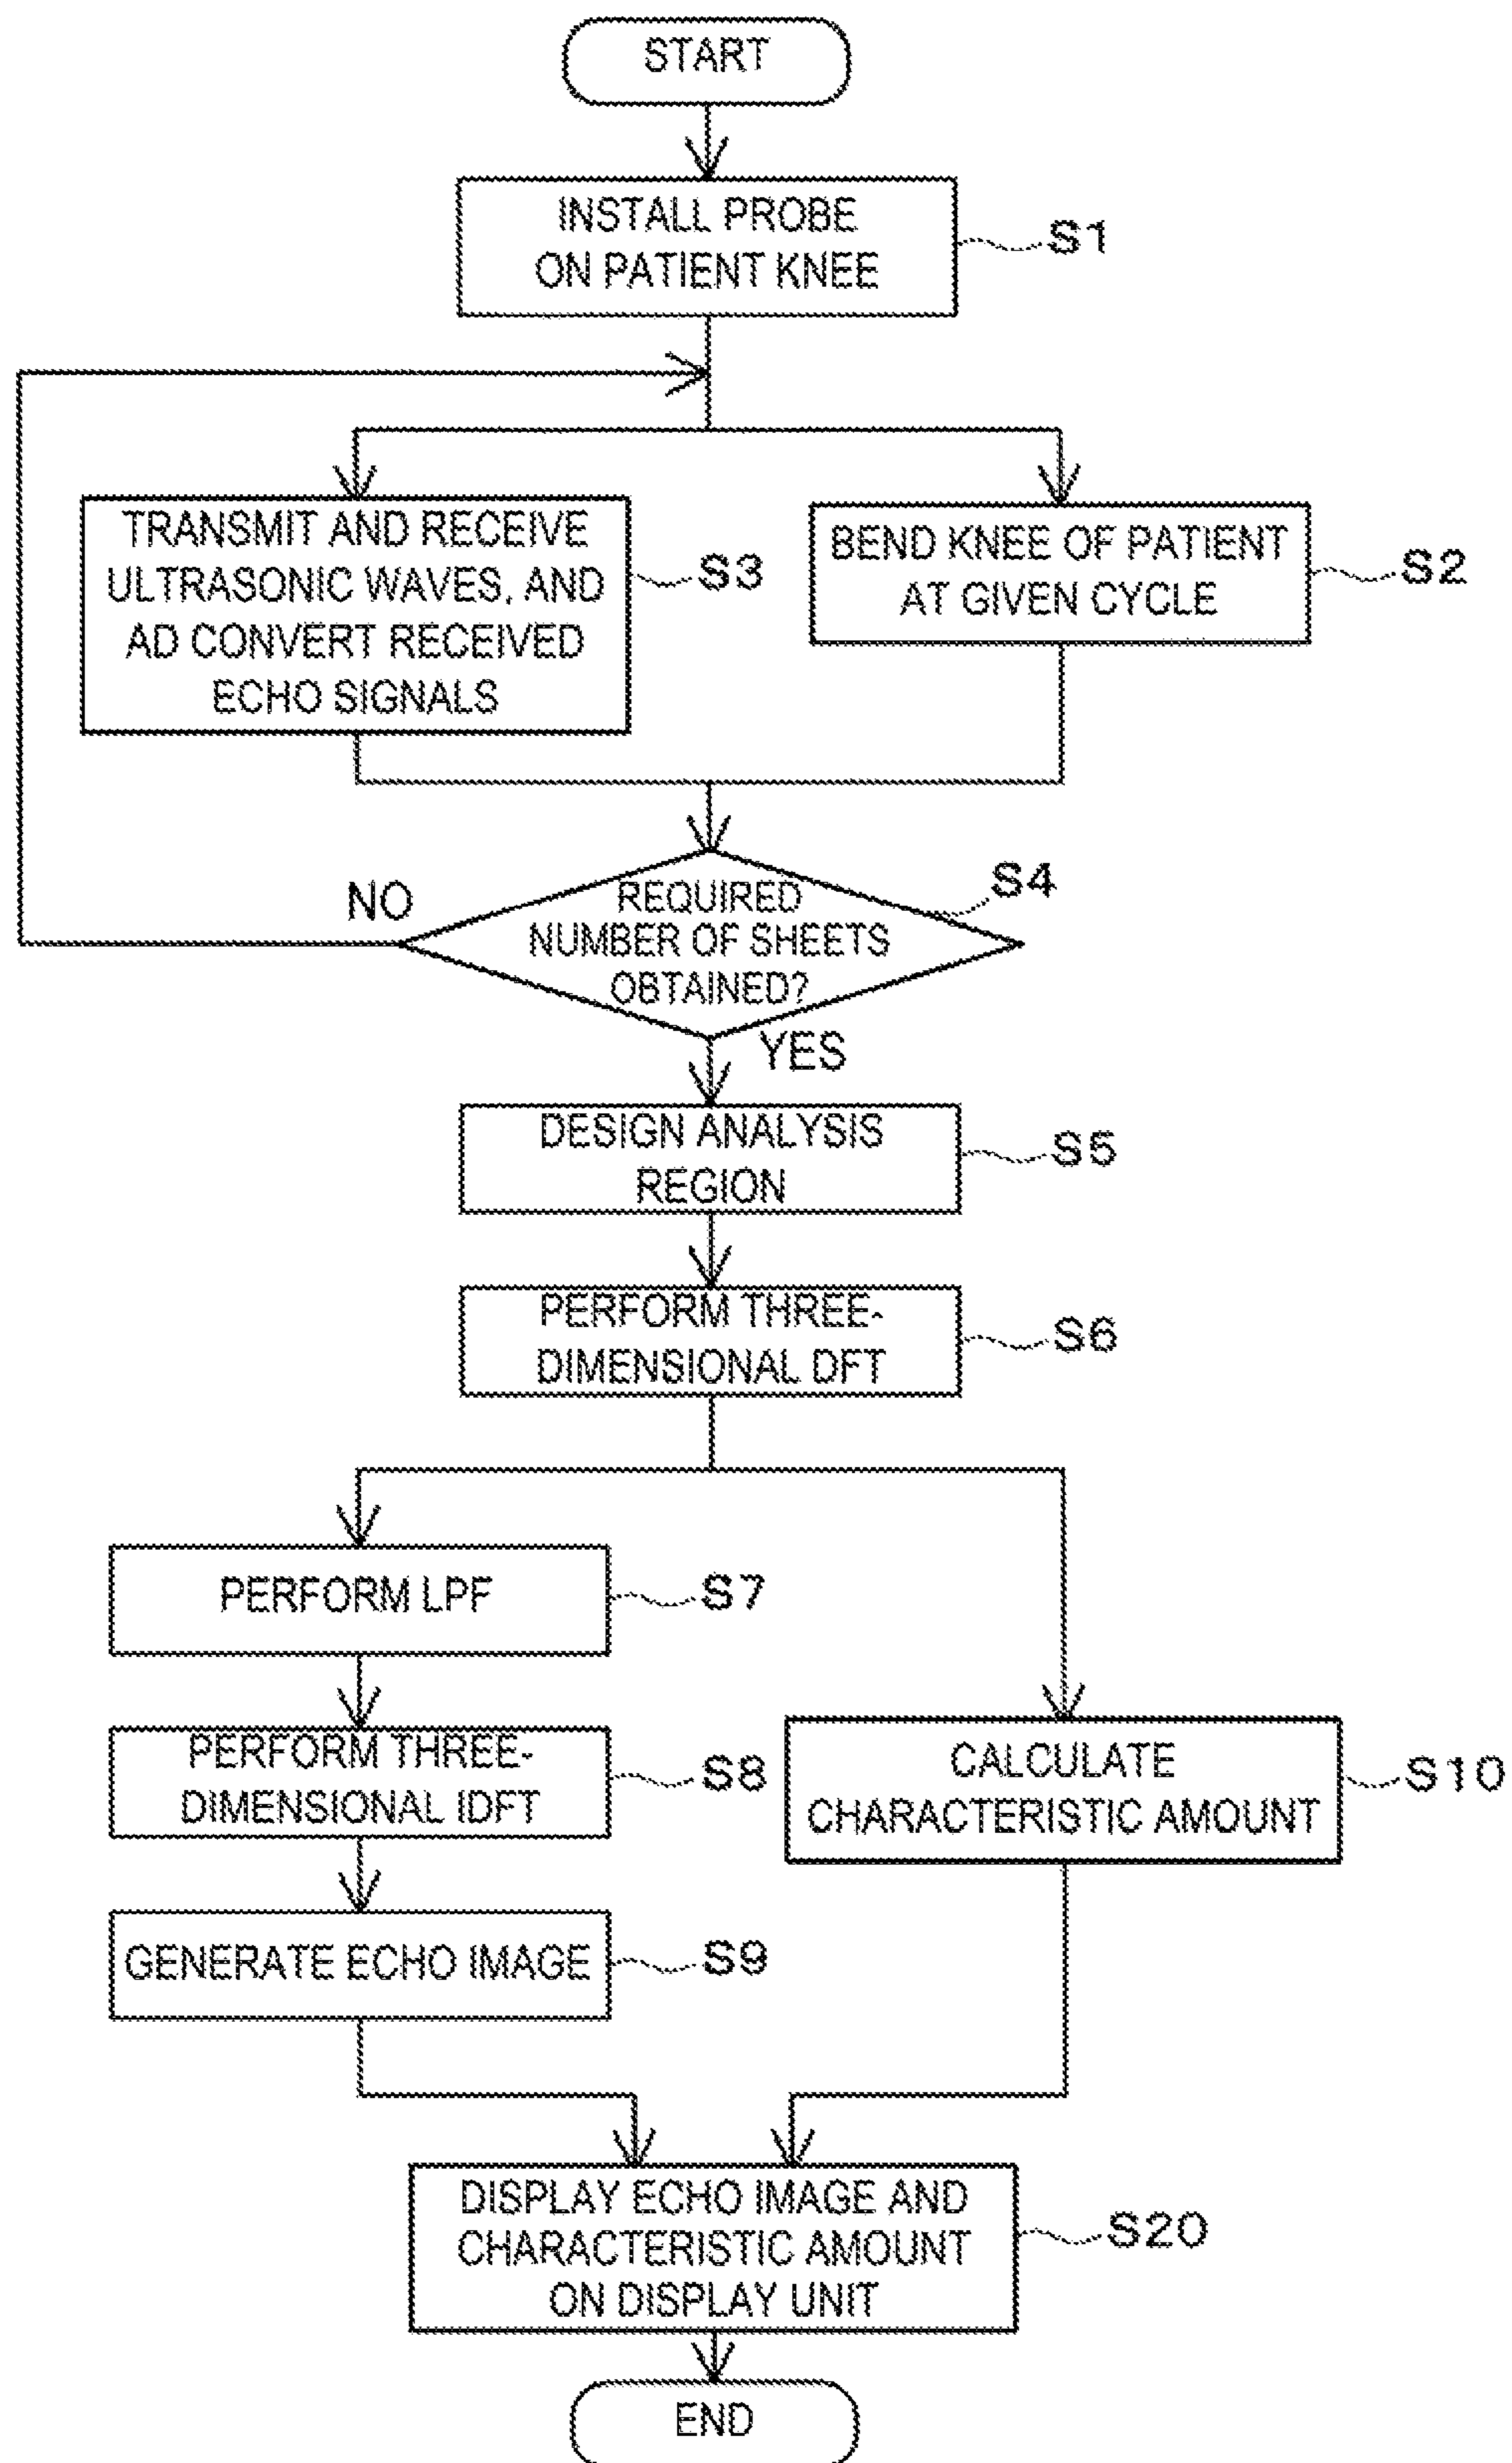 START
INSTALL PROBE
ON PATIENT KNEE
S1
TRANSMIT AND RECEIVE
ULTRASONIC WAVES, AND
AD CONVERT RECEIVED
ECHO SIGNALS
S3
BEND KNEE OF PATIENT
AT GIVEN CYCLE
S2
REQUIRED
NUMBER OF SHEETS
OBTAINED?
S4
NO
YES
DESIGN ANALYSIS
REGION
S5
PERFORM THREE-
DIMENSIONAL DFT
S6
PERFORM LPF
S7
PERFORM THREE-
DIMENSIONAL IDFT
S8
GENERATE ECHO IMAGE
S9
CALCULATE
CHARACTERISTIC AMOUNT
S10
DISPLAY ECHO IMAGE AND
CHARACTERISTIC AMOUNT
ON DISPLAY UNIT
S20
END